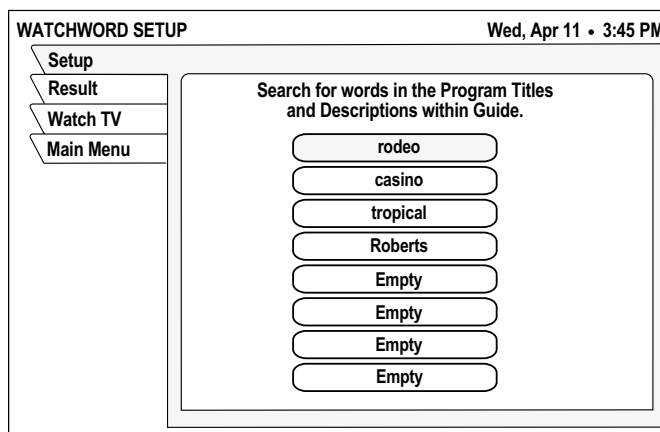 WATCHWORD SETUP
Wed, Apr 11 • 3:45 PM
Setup
Result
Watch TV
Main Menu
Search for words in the Program Titles
and Descriptions within Guide.
rodeo
casino
tropical
Roberts
Empty
Empty
Empty
Empty